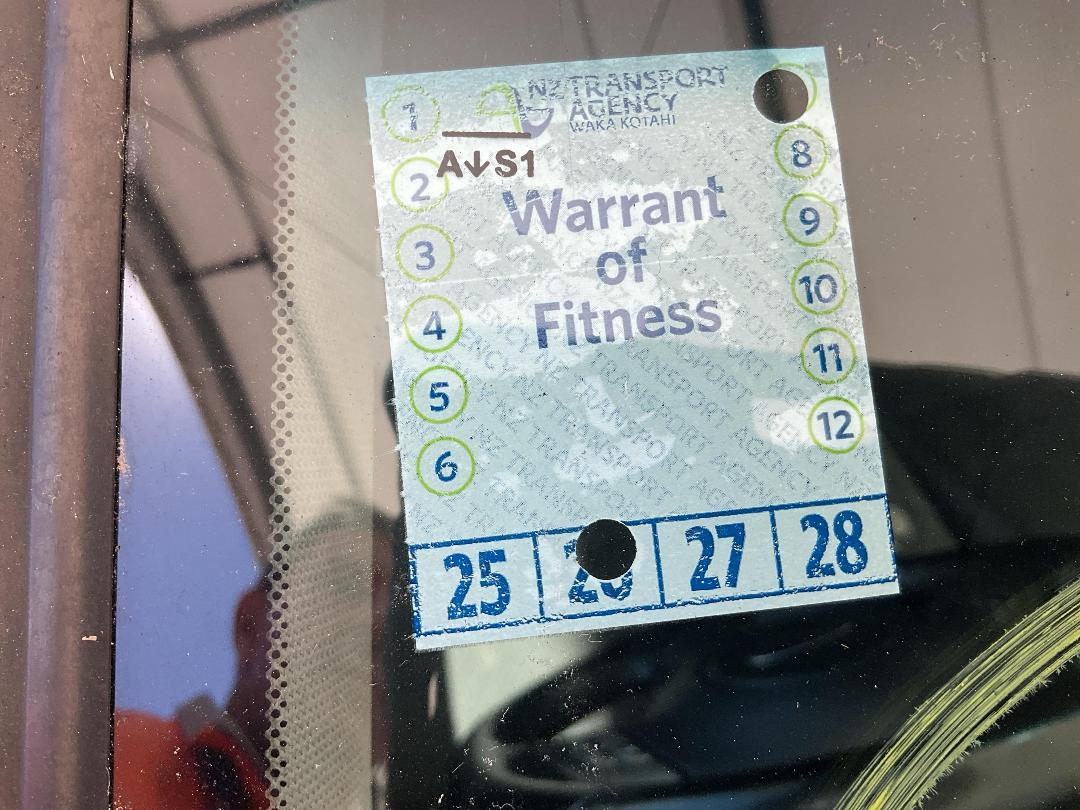 NZ TRANSPORT
AGENCY
WAKA KOTAHI
1
A↓S1
2
3
4
5
6
Warrant
of
Fitness
8
9
10
11
12
25
27
28